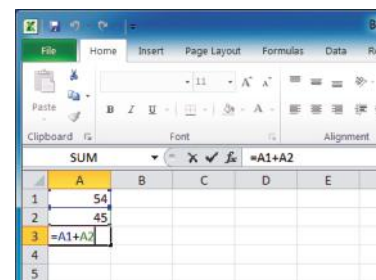 B
File Home Insert Page Layout Formulas Data Re
11 A A
Paste B I U A
Clipboard Font Alignment
SUM fx =A1+A2
A B C D E
1 54
2 45
3 =A1+A2
4
5